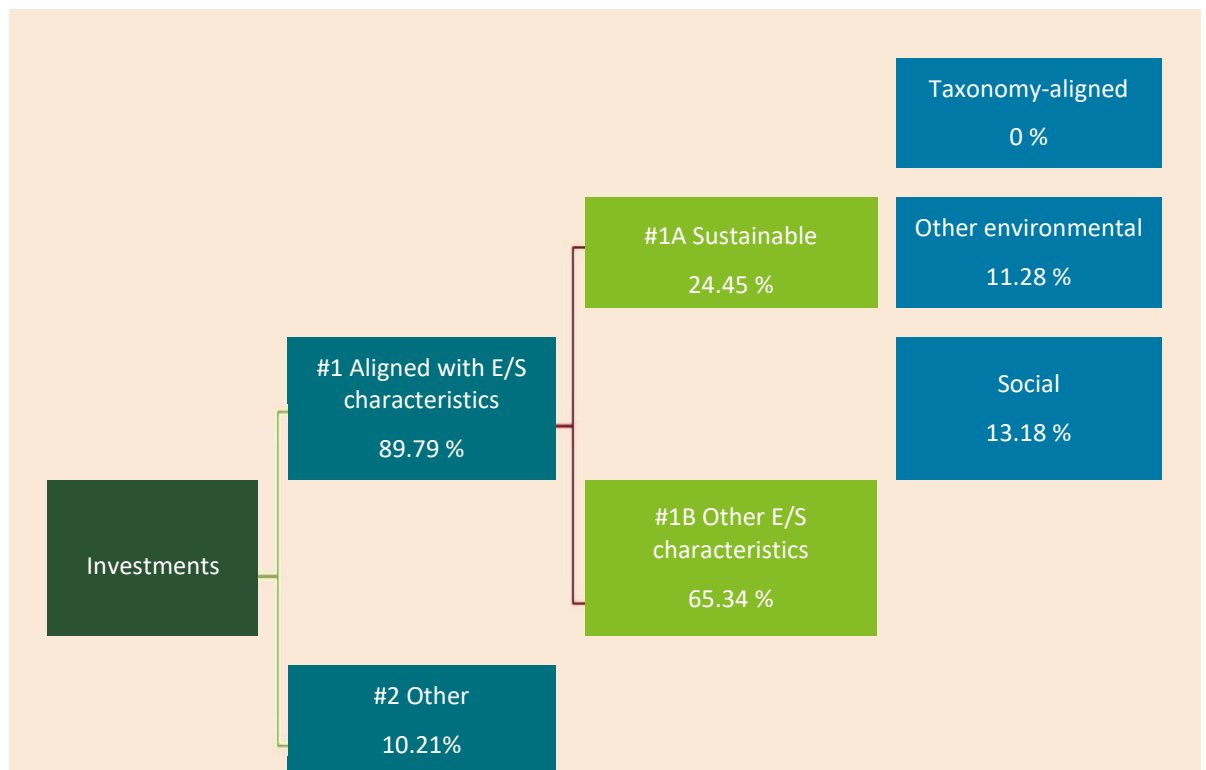 Taxonomy-aligned
0 %
#1A Sustainable
24.45 %
Other environmental
11.28 %
#1 Aligned with E/S
characteristics
89.79 %
Social
13.18 %
Investments
#1B Other E/S
characteristics
65.34 %
#2 Other
10.21%